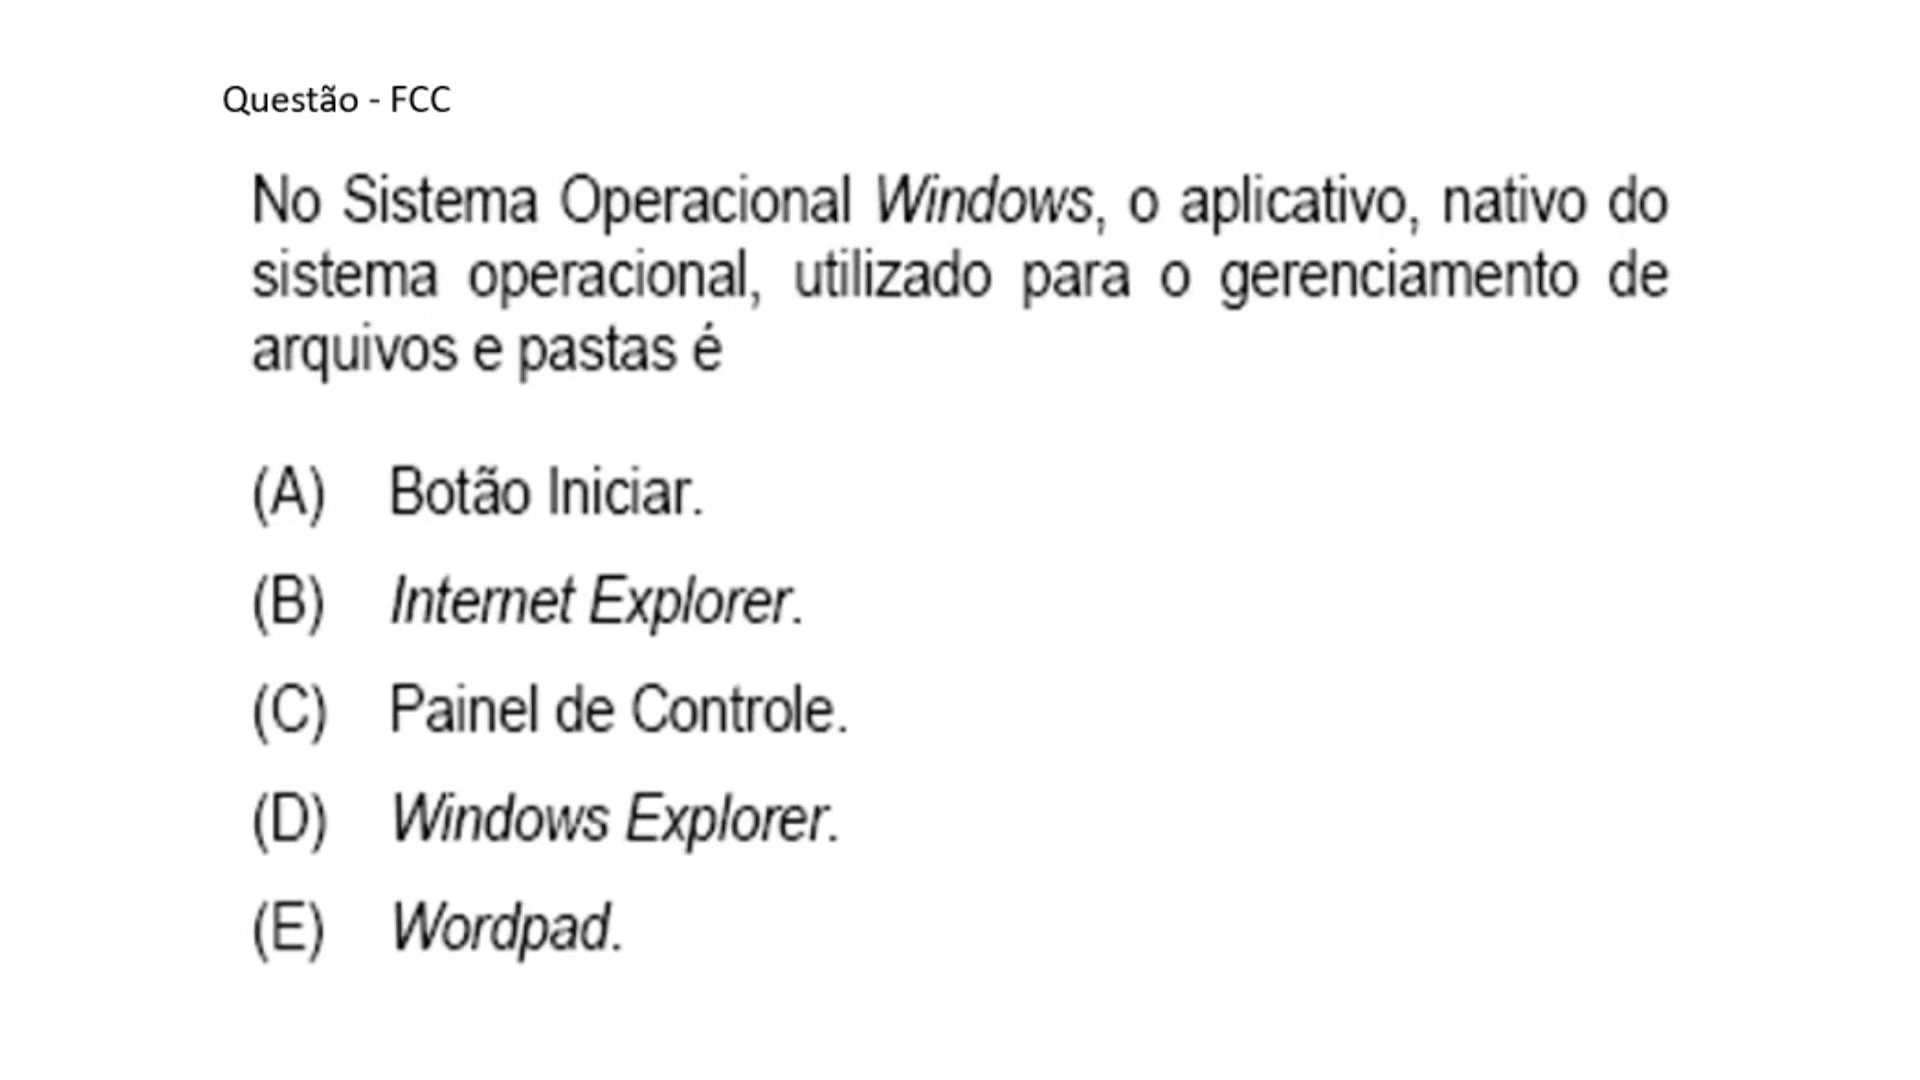 Questão - FCC
No Sistema Operacional Windows, o aplicativo, nativo do
sistema operacional, utilizado para o gerenciamento de
arquivos e pastas é
(A) Botão Iniciar.
(B) Internet Explorer.
(C) Painel de Controle.
(D) Windows Explorer.
(E) Wordpad.